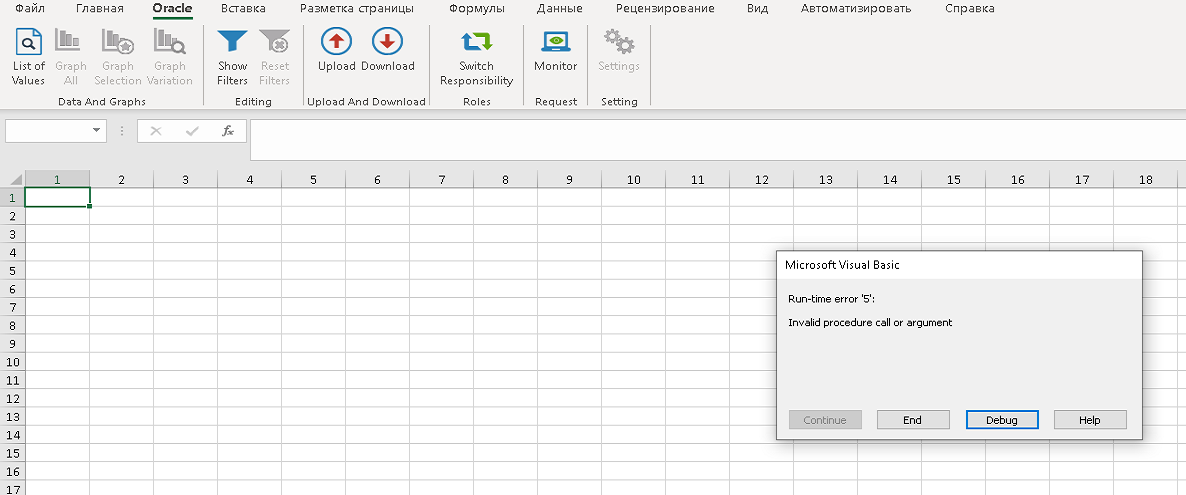 Файл Главная Oracle Вставка Разметка страницы Формулы Данные Рецензирование Вид Автоматизировать Справка
List of Values Graph All Graph Selection Graph Variation Show Filters Reset Filters Upload Download Switch Responsibility Monitor Settings
Data And Graphs Editing Upload And Download Roles Request Setting
fx
1 2 3 4 5 6 7 8 9 10 11 12 13 14 15 16 17 18
1
2
3
4
5
6
7
8
9
10
11
12
13
14
15
16
17
Microsoft Visual Basic
Run-time error '5':
Invalid procedure call or argument
Continue End Debug Help